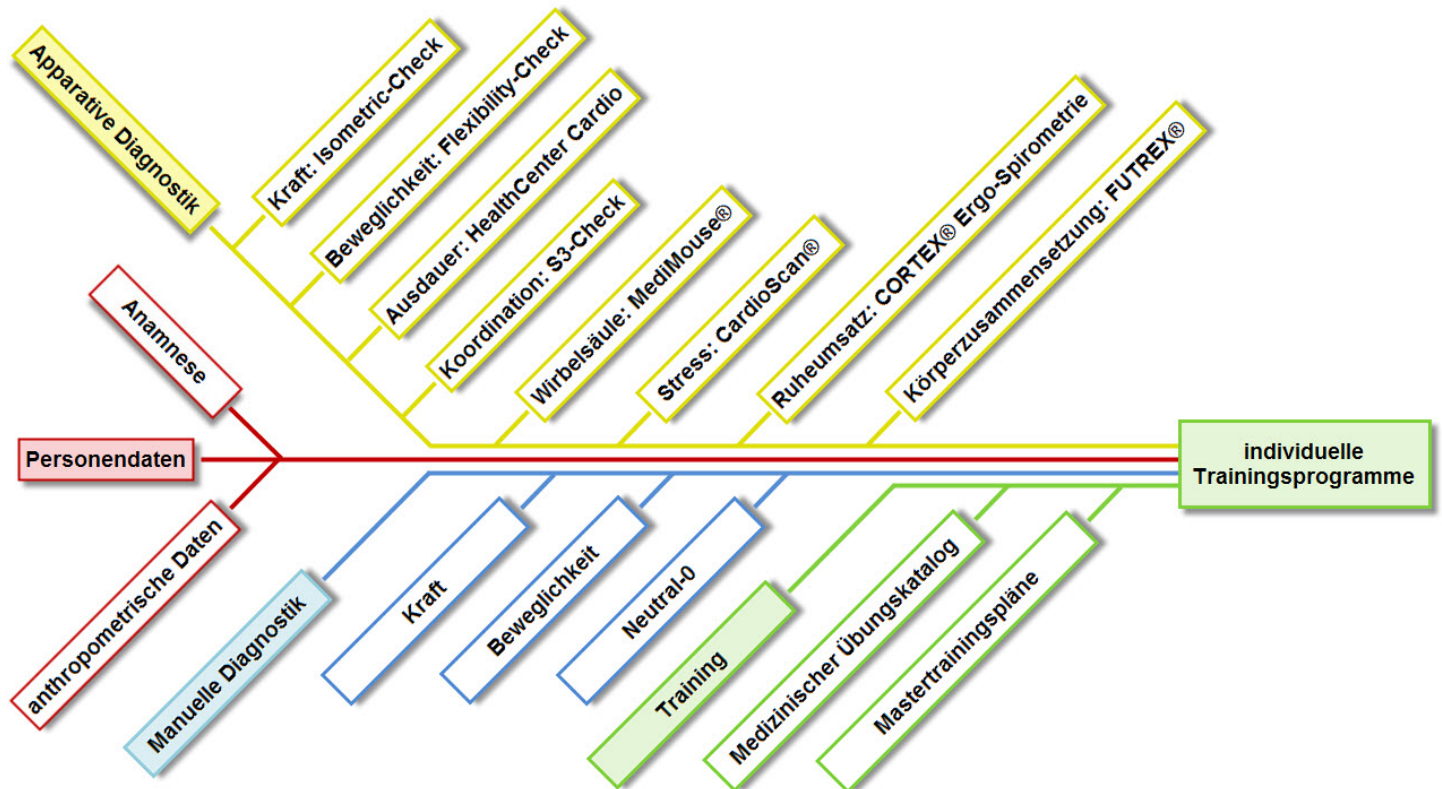 Apparative Diagnostik
Kraft: Isometric-Check
Beweglichkeit: Flexibility-Check
Ausdauer: HealthCenter Cardio
Koordination: S3-Check
Wirbelsäule: MediMouse®
Stress: CardioScan®
Ruheumsatz: CORTEX® Ergo-Spirometrie
Körperzusammensetzung: FUTREX®
Anamnese
Personendaten
anthropometrische Daten
individuelle
Trainingsprogramme
Manuelle Diagnostik
Kraft
Beweglichkeit
Neutral-0
Training
Medizinischer Übungskatalog
Mastertrainingspläne